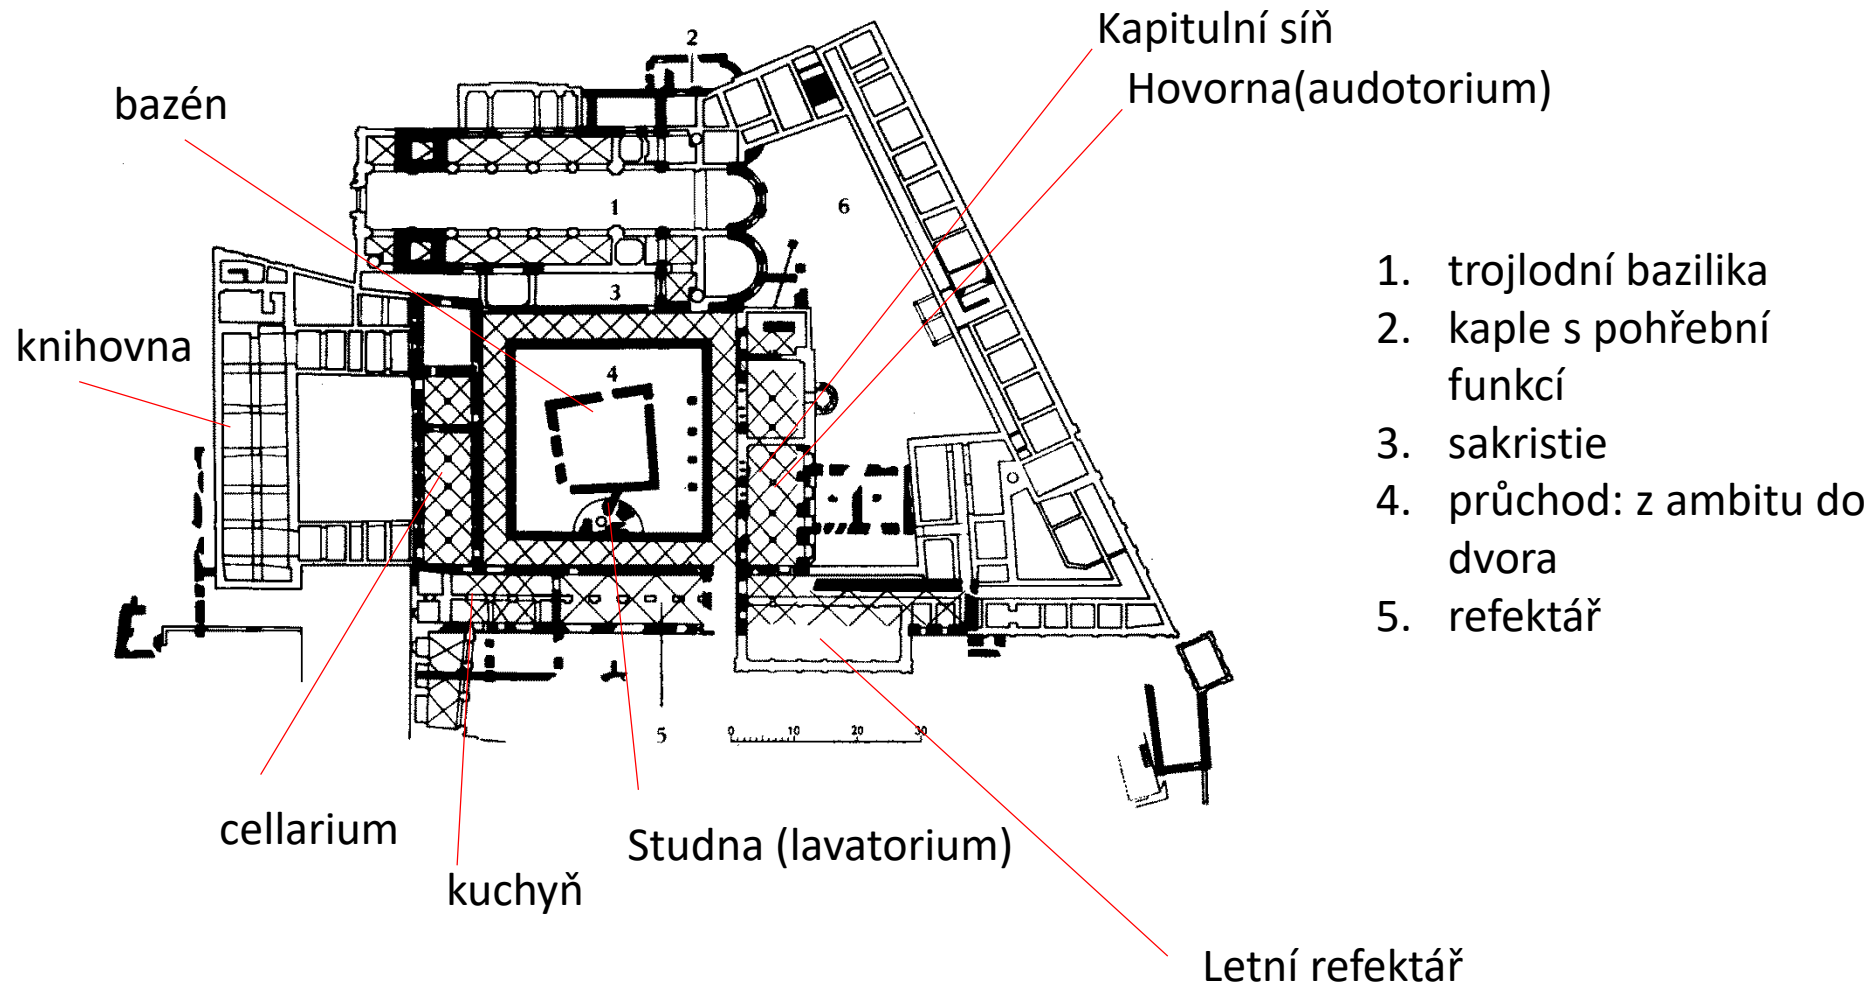 Kapitulní síň
Hovorna(audotorium)
bazén
2
1
6
3
knihovna
4
1. trojlodní bazilika
2. kaple s pohřební
funkcí
3. sakristie
4. průchod: z ambitu do
dvora
5. refektář
5
0 10 20 30
cellarium
Studna (lavatorium)
kuchyň
Letní refektář